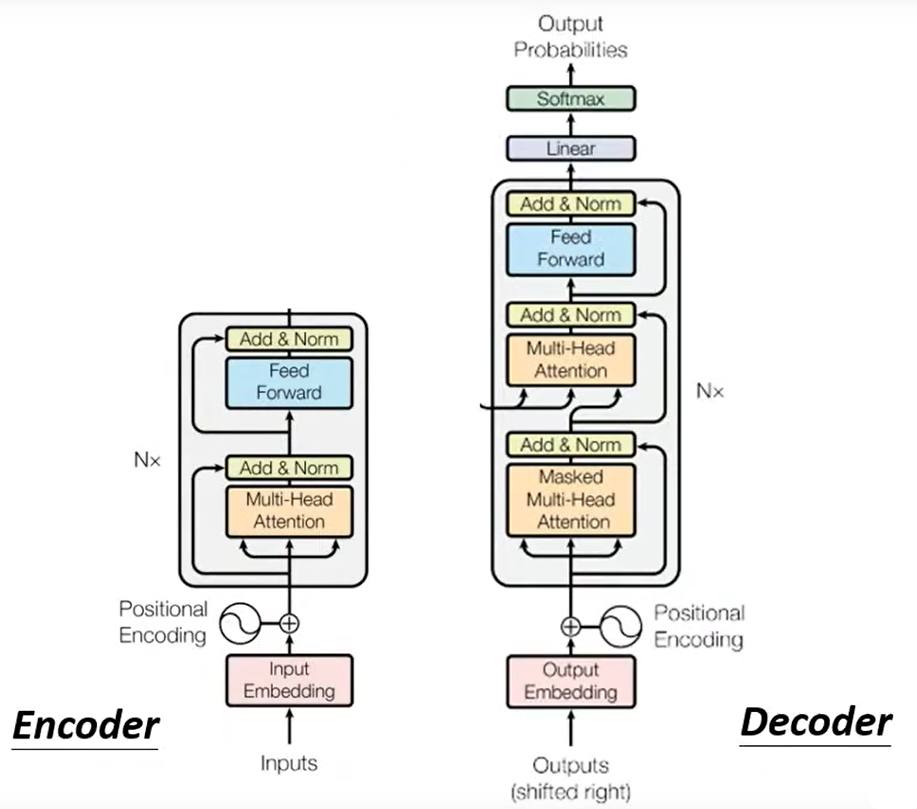 Output
Probabilities
Softmax
Linear
Add & Norm
Feed
Forward
Add & Norm
Multi-Head
Attention
Add & Norm
Masked
Multi-Head
Attention
N×
Positional
Encoding
Output
Embedding
Outputs
(shifted right)
Decoder
Add & Norm
Feed
Forward
Add & Norm
Multi-Head
Attention
N×
Positional
Encoding
Input
Embedding
Inputs
Encoder